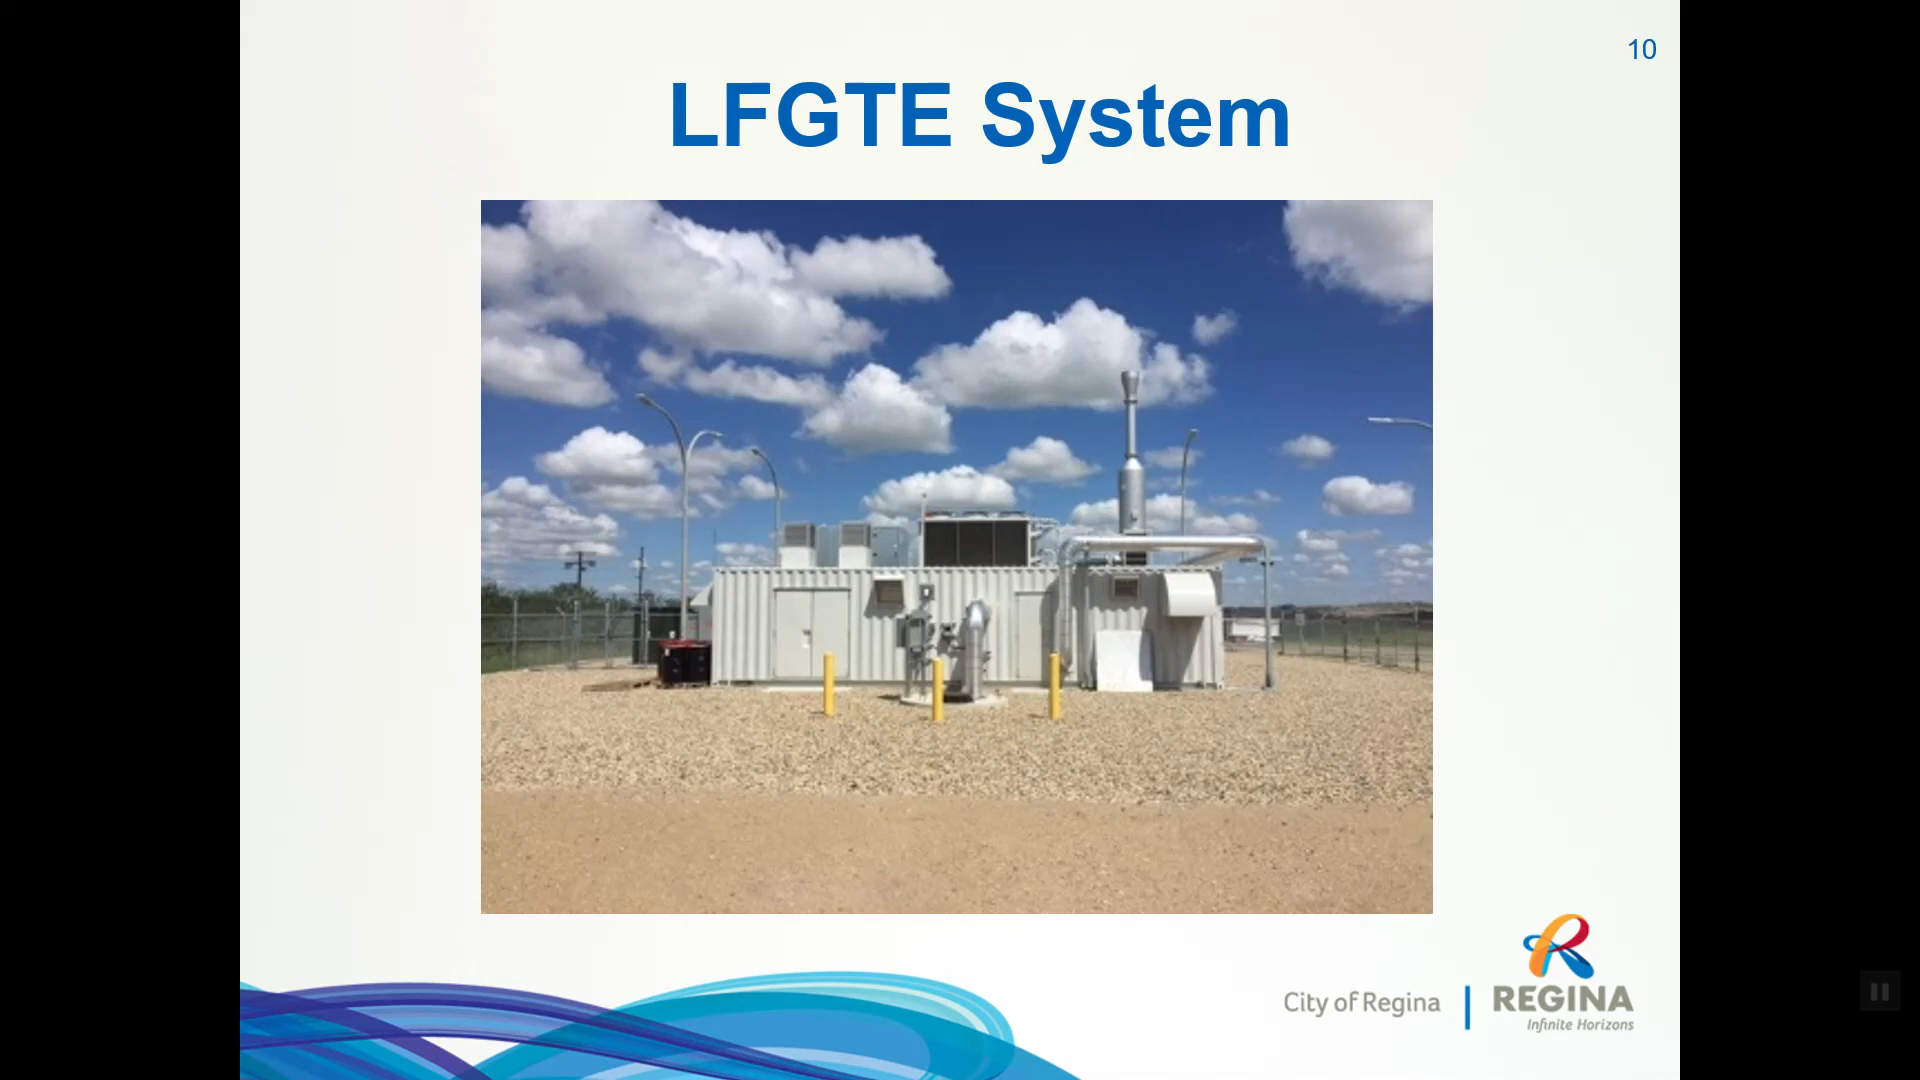 10
LFGTE System
City of Regina
REGINA
Infinite Horizons